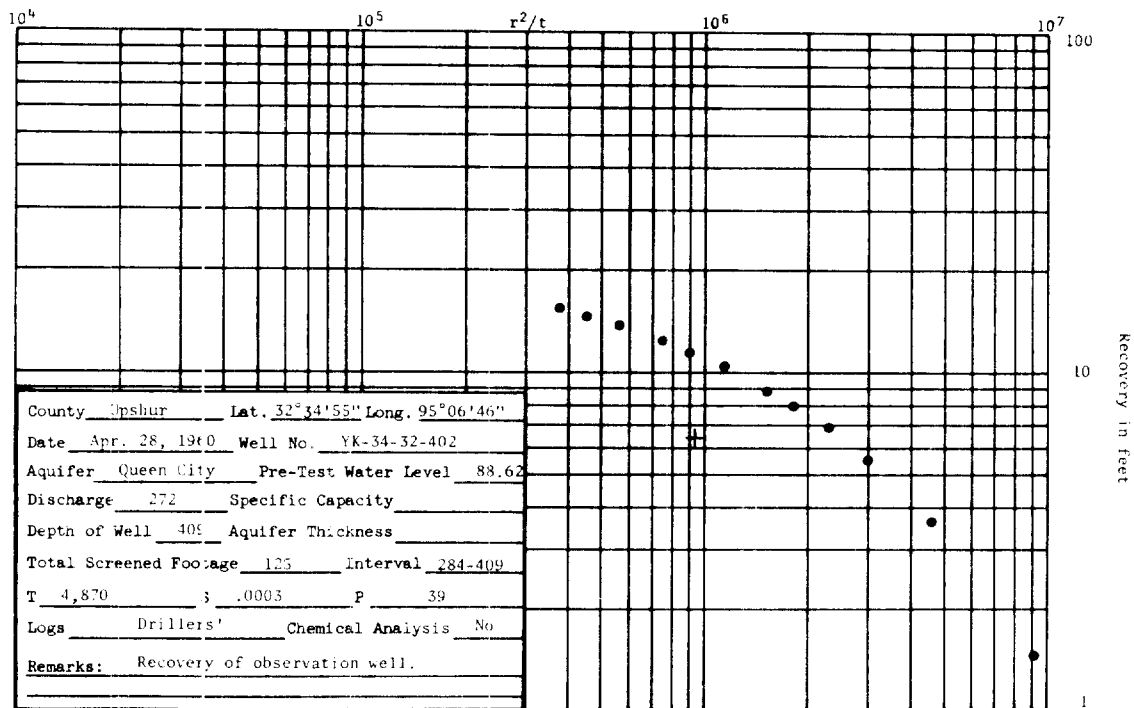 10⁴ 10⁵ r²/t 10⁶ 10⁷
100
10
1
Recovery in feet
County Upshur Lat. 32°34'55" Long. 95°06'46"
Date Apr. 28, 1960 Well No. YK-34-32-402
Aquifer Queen City Pre-Test Water Level 88.62
Discharge 272 Specific Capacity
Depth of Well 409 Aquifer Thickness
Total Screened Footage 125 Interval 284-409
T 4,870 S .0003 P 39
Logs Drillers' Chemical Analysis No
Remarks: Recovery of observation well.